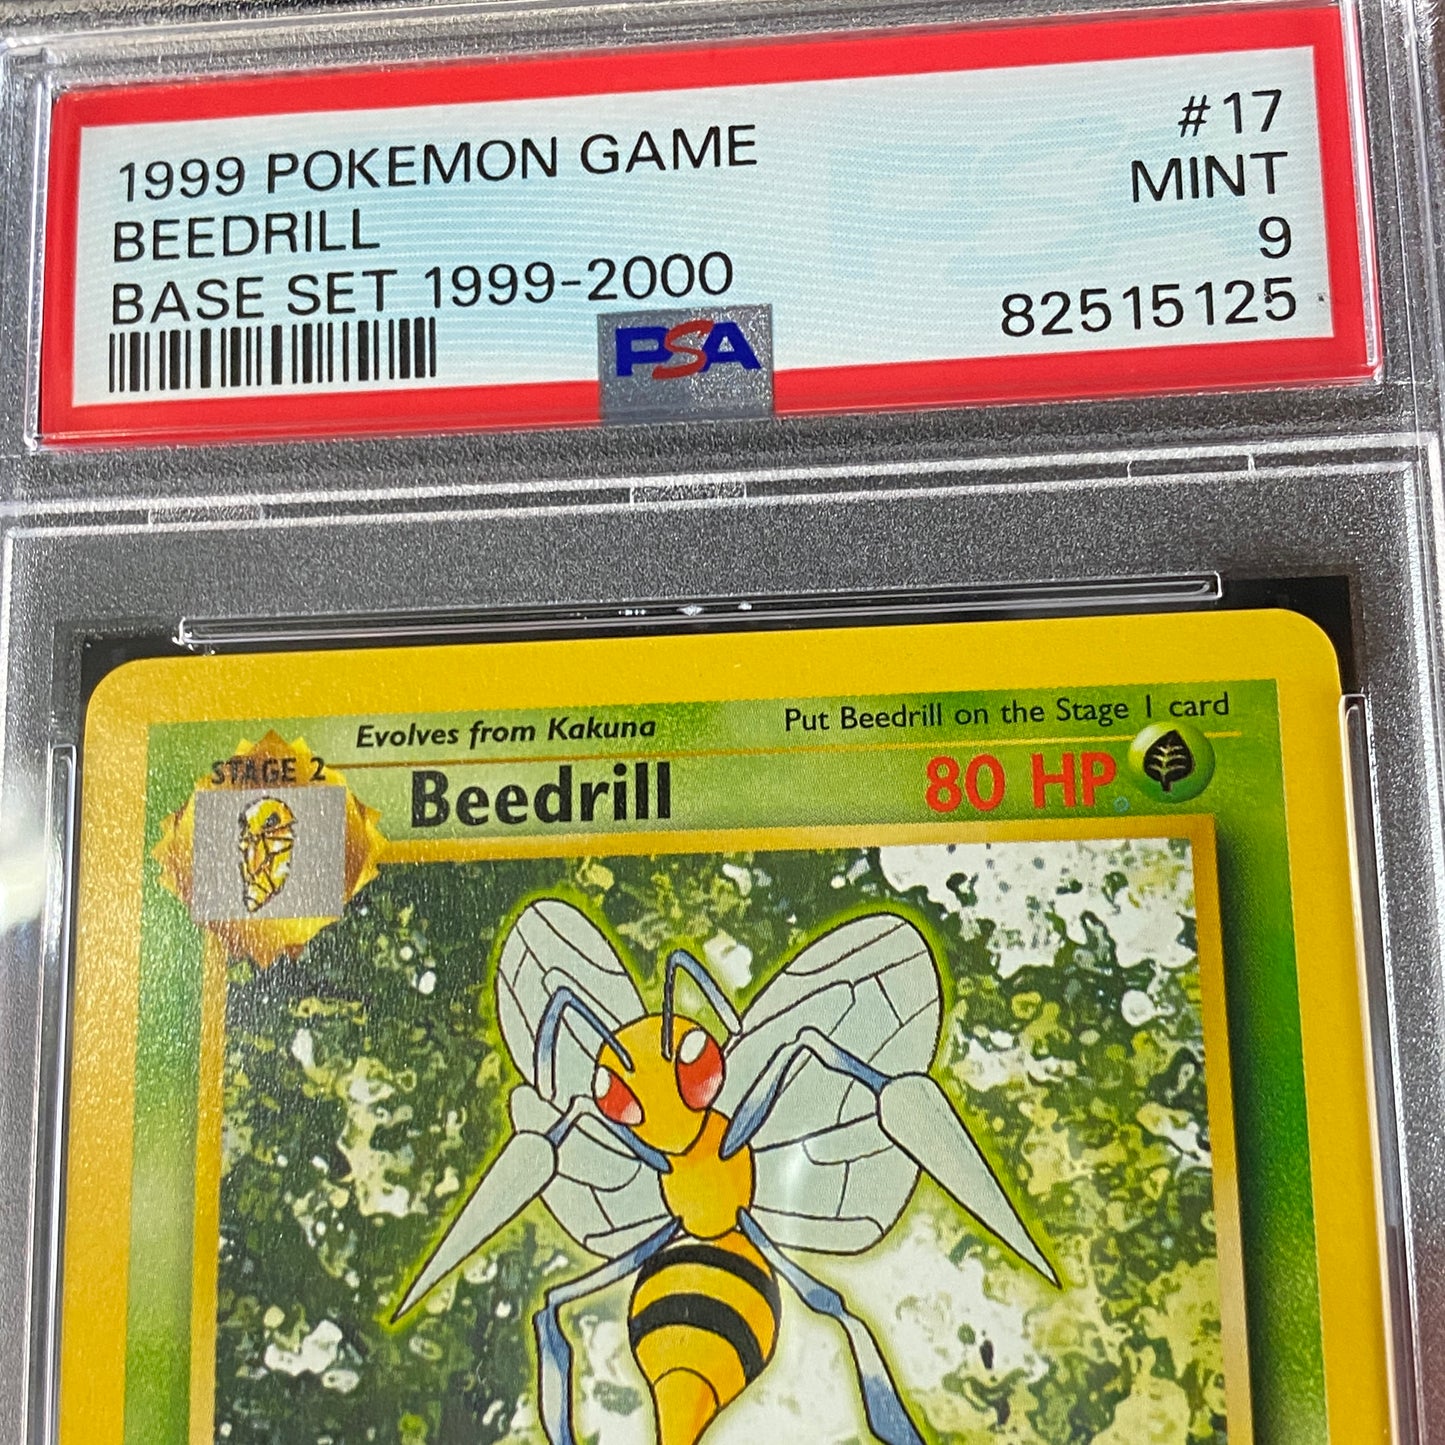 1999 POKEMON GAME #17
BEEDRILL MINT
BASE SET 1999-2000 9
82515125
PSA
Evolves from Kakuna Put Beedrill on the Stage 1 card
STAGE 2
Beedrill 80 HP